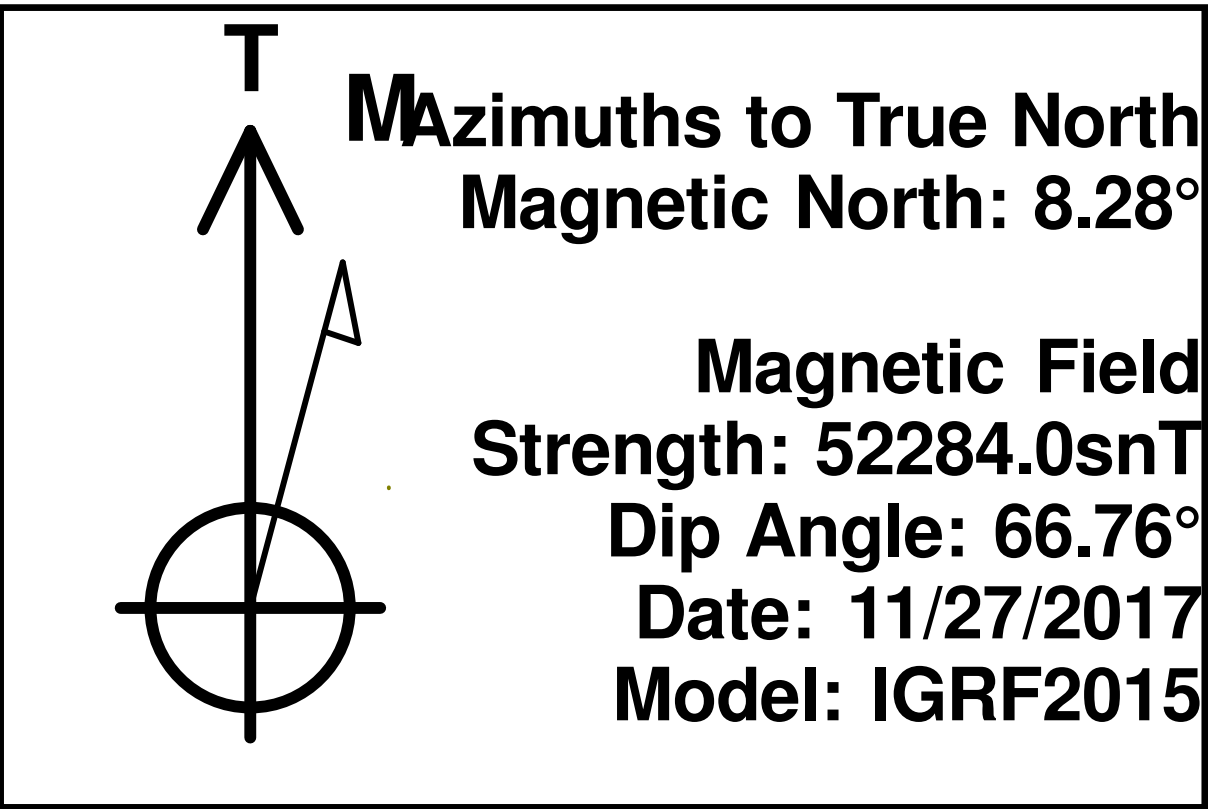 T
M
Azimuths to True North
Magnetic North: 8.28°
Magnetic Field
Strength: 52284.0snT
Dip Angle: 66.76°
Date: 11/27/2017
Model: IGRF2015